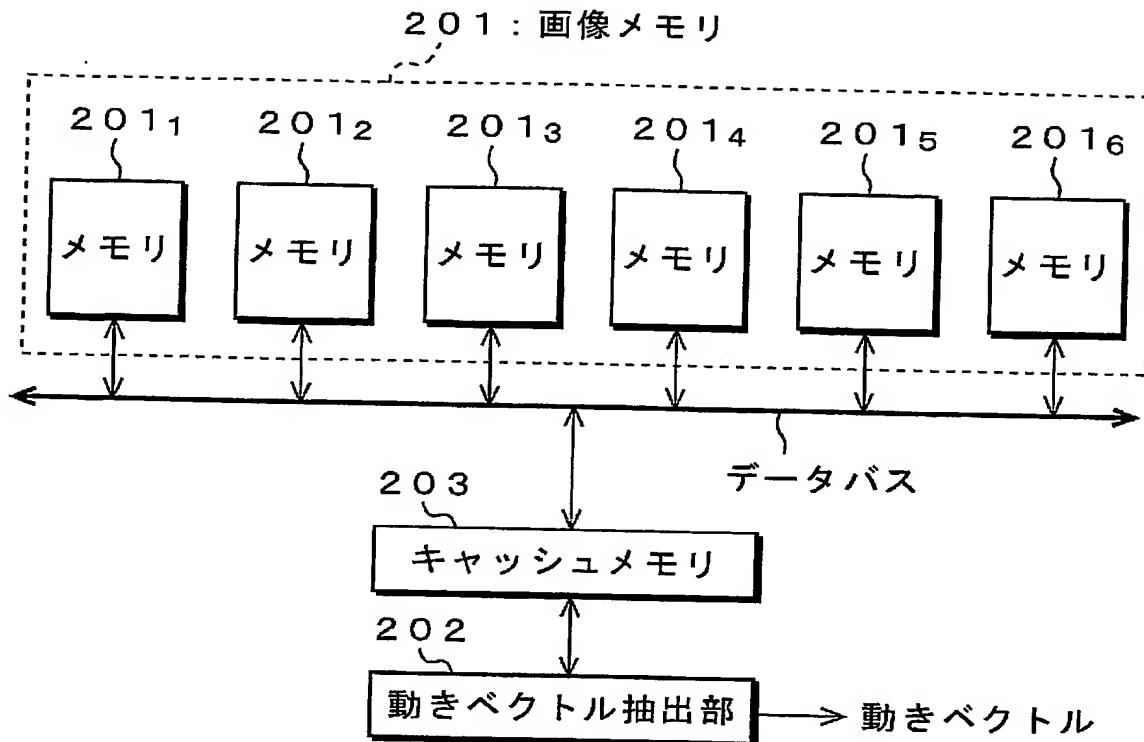 201:画像メモリ
201₁ 201₂ 201₃ 201₄ 201₅ 201₆
メモリ メモリ メモリ メモリ メモリ メモリ
データバス
203
キャッシュメモリ
202
動きベクトル抽出部 動きベクトル